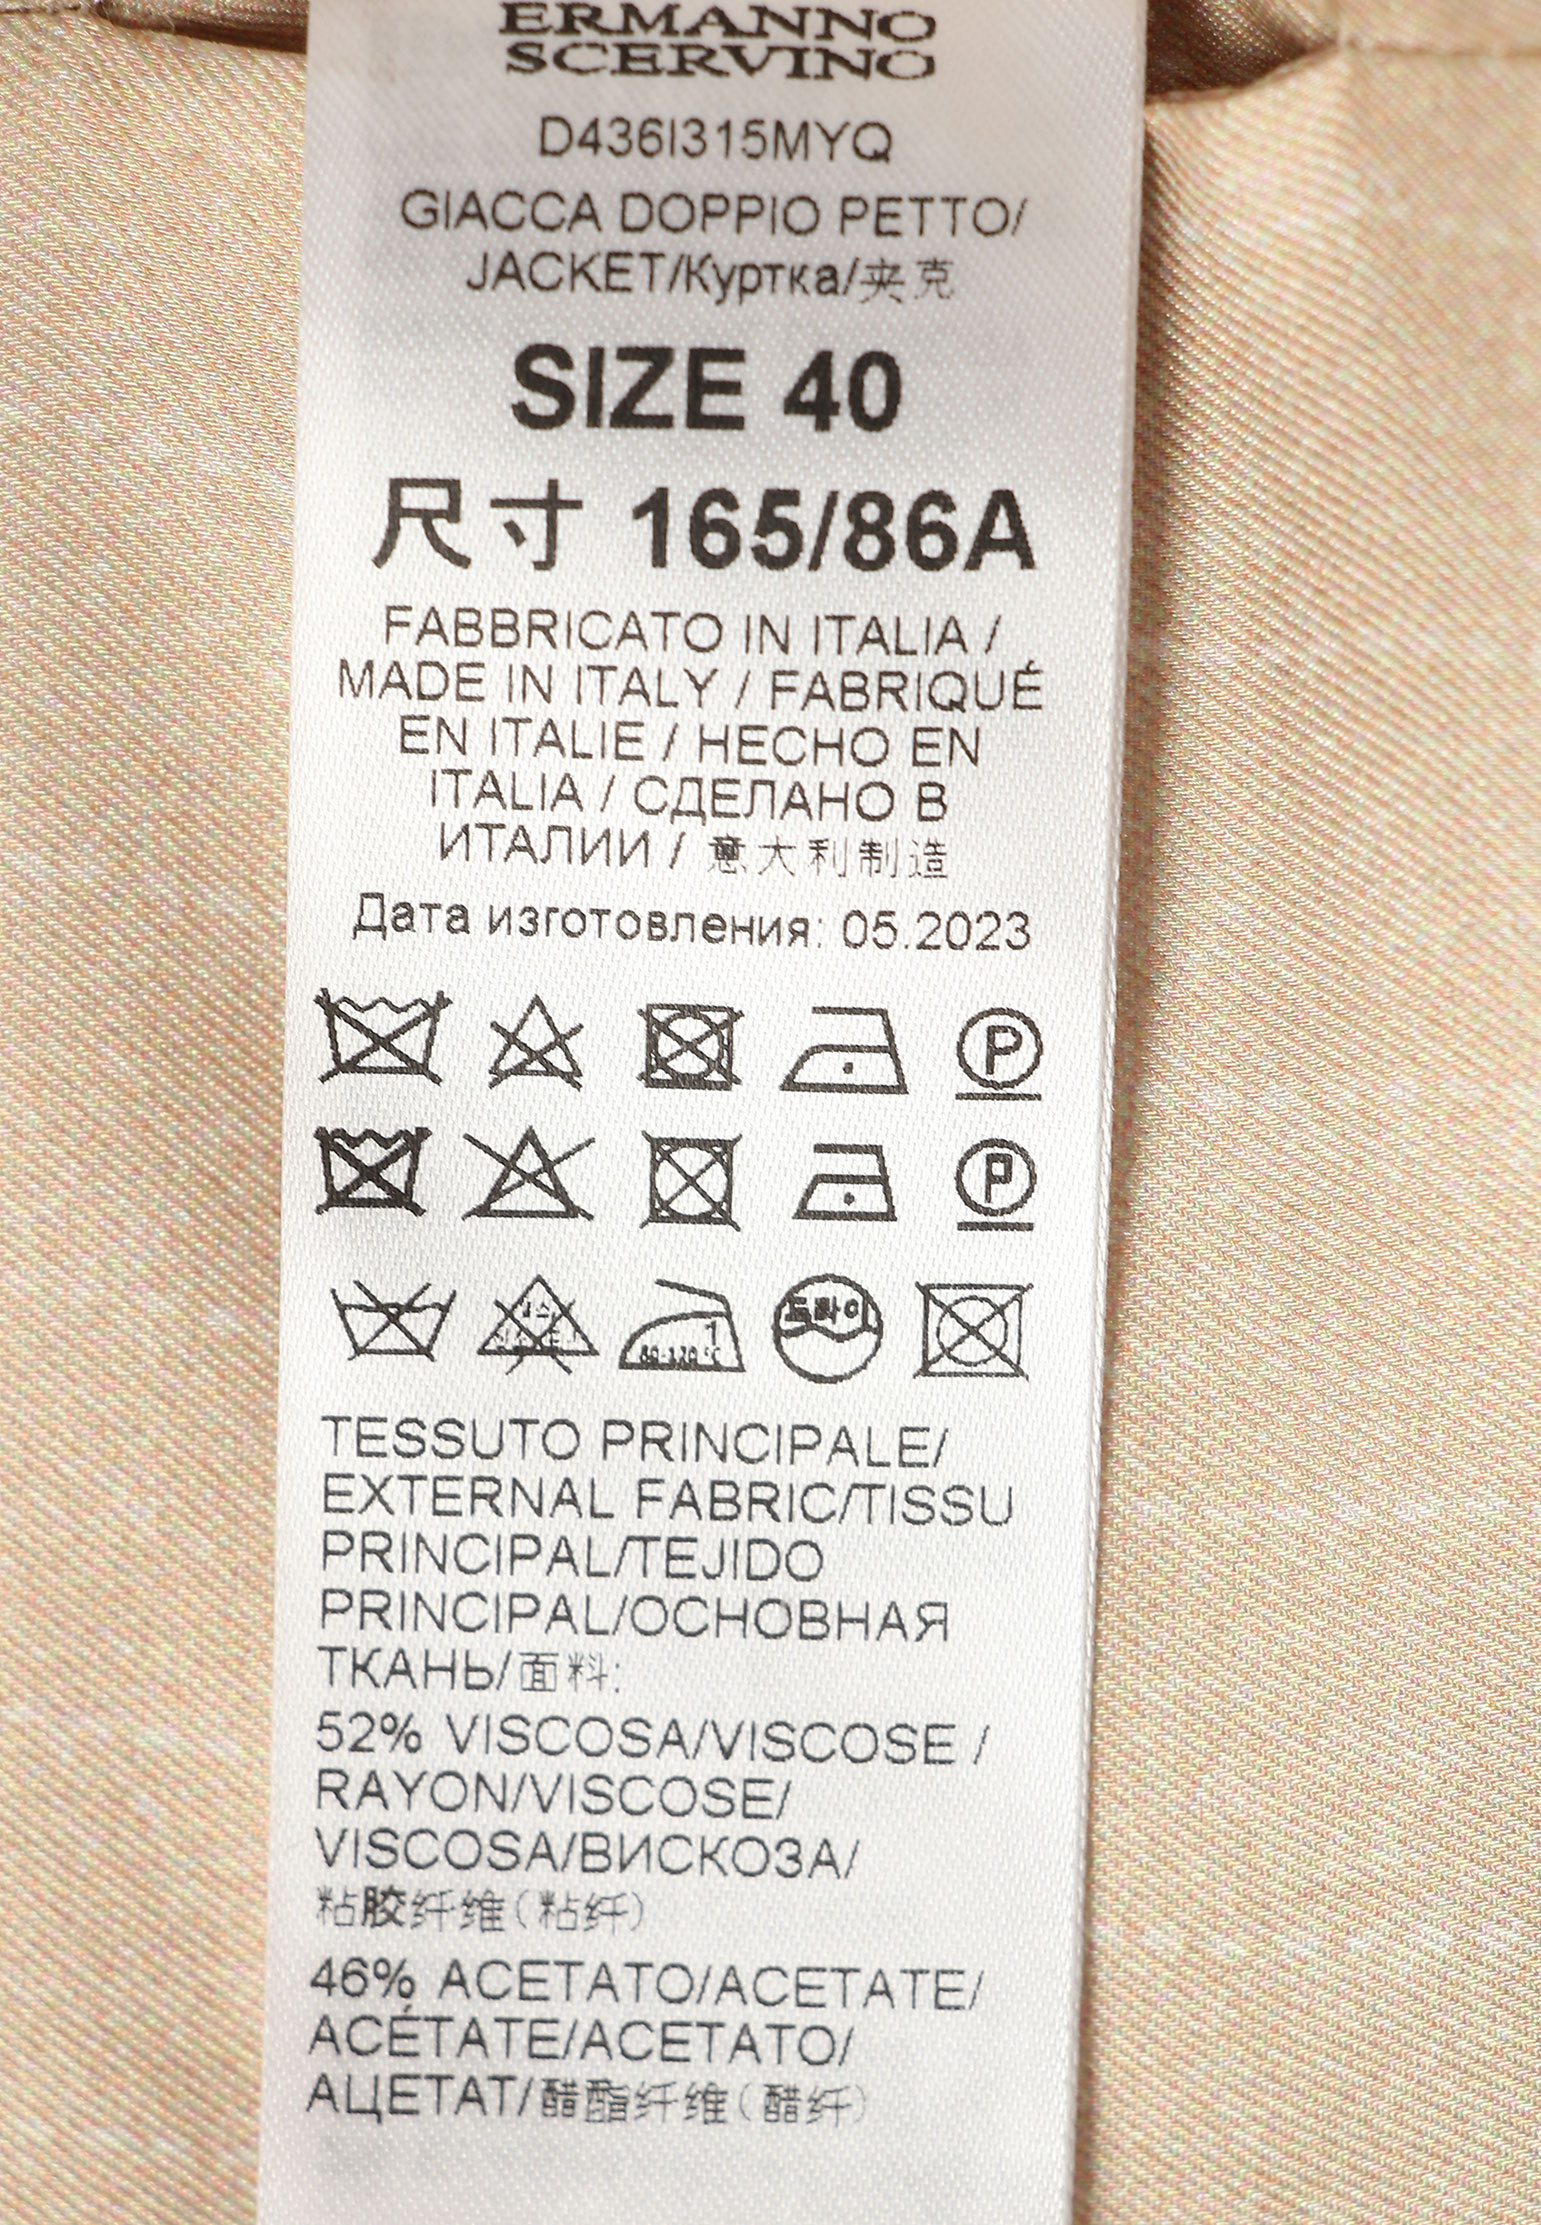 ERMANNO
SCERVINO
D436I315MYQ
GIACCA DOPPIO PETTO/
JACKET/Куртка/夹克
SIZE 40
尺寸 165/86A
FABBRICATO IN ITALIA /
MADE IN ITALY / FABRIQUÉ
EN ITALIE / HECHO EN
ITALIA / СДЕЛАНО В
ИТАЛИИ / 意大利制造
Дата изготовления: 05.2023
P
P
드라이
TESSUTO PRINCIPALE/
EXTERNAL FABRIC/TISSU
PRINCIPAL/TEJIDO
PRINCIPAL/ОСНОВНАЯ
ТКАНЬ/面料:
52% VISCOSA/VISCOSE /
RAYON/VISCOSE/
VISCOSA/ВИСКОЗА/
粘胶纤维(粘纤)
46% ACETATO/ACETATE/
ACÉTATE/ACETATO/
АЦЕТАТ/醋酯纤维(醋纤)